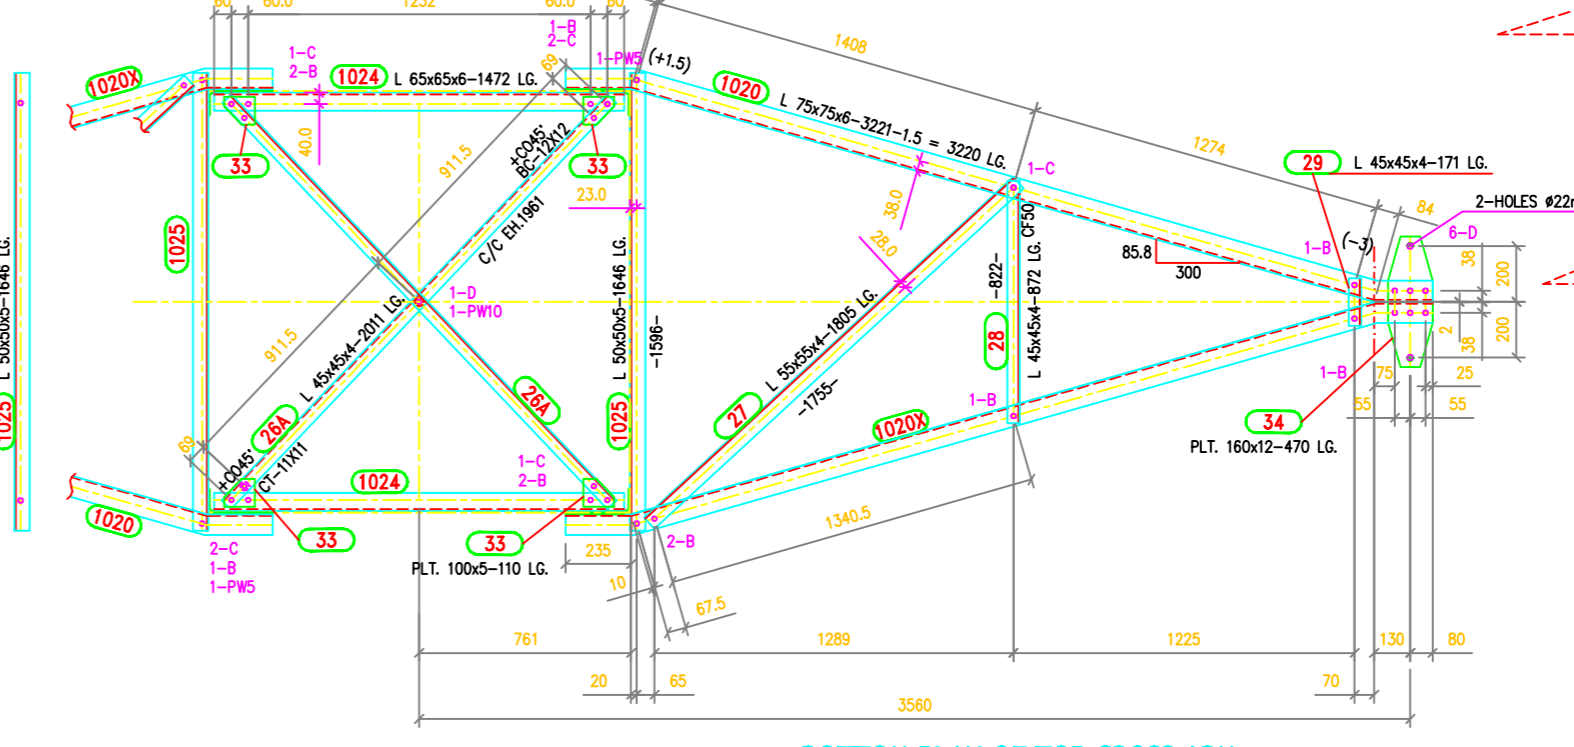 60
60.0
1232
60.0
60
1-B
2-C
1-PW5
(+1.5)
1408
1-C
2-B
69
1020X
1024
L 65x65x6-1472 LG.
1020
L 75x75x6-3221-1.5 = 3220 LG.
1274
33
40.0
911.5
+CO45'
BC-12X12
33
23.0
38.0
1-C
29
L 45x45x4-171 LG.
84
2-HOLES Ø22
6-D
1-B
(-3)
38
200
1025
C/C EH.1961
28.0
CF50
85.8
300
L 50x50x5-1646 LG.
1025
L 50x50x5-1646 LG.
1-D
1-PW10
-822-
L 45x45x4-872 LG.
28
911.5
L 45x45x4-2011 LG.
-1596-
L 55x55x4-1805 LG.
-1755-
2
38
200
26A
26A
1025
27
1020X
1-B
1-B
75
25
55
55
34
PLT. 160x12-470 LG.
69
+CO45'
CT-11X11
1024
1-C
2-B
1020
33
33
2-B
1340.5
2-C
1-B
1-PW5
PLT. 100x5-110 LG.
235
10
67.5
761
1289
1225
130
80
20
65
70
3560